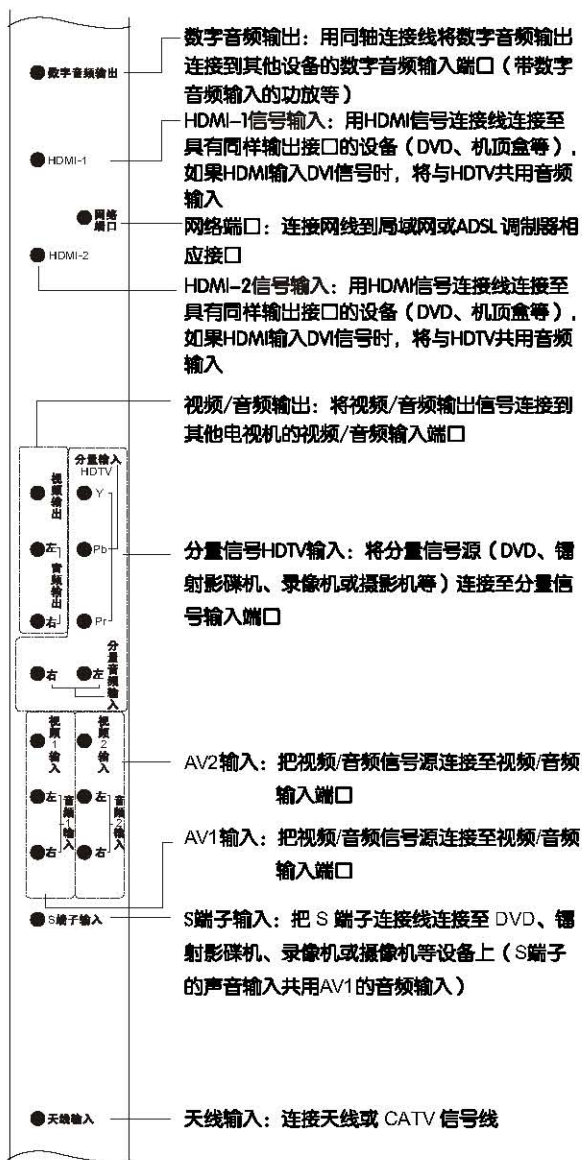 数字音频输出
HDMI-1
网络
端口
HDMI-2
分量输入
HDTV
视频输出
Y
左
音频输出
Pb
右
Pr
分量音频输入
右
左
视频1输入
视频2输入
左
音频1输入
左
音频2输入
右
右
S端子输入
天线输入
数字音频输出：用同轴连接线将数字音频输出
连接到其他设备的数字音频输入端口（带数字
音频输入的功放等）
HDMI-1信号输入：用HDMI信号连接线连接至
具有同样输出接口的设备（DVD、机顶盒等），
如果HDMI输入DVI信号时，将与HDTV共用音频
输入
网络端口：连接网线到局域网或ADSL 调制器相
应接口
HDMI-2信号输入：用HDMI信号连接线连接至
具有同样输出接口的设备（DVD、机顶盒等），
如果HDMI输入DVI信号时，将与HDTV共用音频
输入
视频/音频输出：将视频/音频输出信号连接到
其他电视机的视频/音频输入端口
分量信号HDTV输入：将分量信号源（DVD、镭
射影碟机、录像机或摄影机等）连接至分量信
号输入端口
AV2输入：把视频/音频信号源连接至视频/音频
输入端口
AV1输入：把视频/音频信号源连接至视频/音频
输入端口
S端子输入：把 S 端子连接线连接至 DVD、镭
射影碟机、录像机或摄像机等设备上（S端子
的声音输入共用AV1的音频输入）
天线输入：连接天线或 CATV 信号线